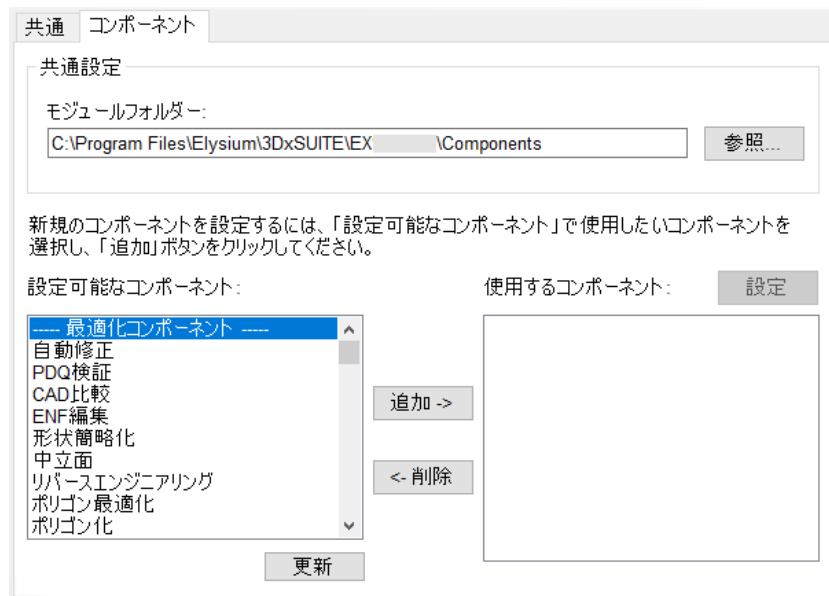 共通 コンポーネント
共通設定
モジュールフォルダー:
C:\Program Files\Elysium\3DxSUITE\EX \Components 参照...
新規のコンポーネントを設定するには、「設定可能なコンポーネント」で使用したいコンポーネントを
選択し、「追加」ボタンをクリックしてください。
設定可能なコンポーネント: 使用するコンポーネント: 設定
----- 最適化コンポーネント -----
自動修正
PDQ検証
CAD比較
ENF編集
形状簡略化
中立面
リバースエンジニアリング
ポリゴン最適化
ポリゴン化
追加 ->
<- 削除
更新